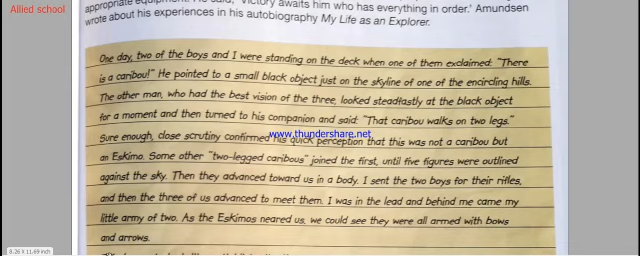 Allied school
appropriate equipment. He said, 'Victory awaits him who has everything in order.' Amundsen
wrote about his experiences in his autobiography My Life as an Explorer.
One day, two of the boys and I were standing on the deck when one of them exclaimed: "There
is a caribou!" He pointed to a small black object just on the skyline of one of the encircling hills.
The other man, who had the best vision of the three, looked steadfastly at the black object
for a moment and then turned to his companion and said: "That caribou walks on two legs."
www.thundershare.net
Sure enough, close scrutiny confirmed his quick perception that this was not a caribou but
an Eskimo. Some other "two-legged caribous" joined the first, until five figures were outlined
against the sky. Then they advanced toward us in a body. I sent the two boys for their rifles,
and then the three of us advanced to meet them. I was in the lead and behind me came my
little army of two. As the Eskimos neared us, we could see they were all armed with bows
and arrows.
8.26 X 11.69 inch